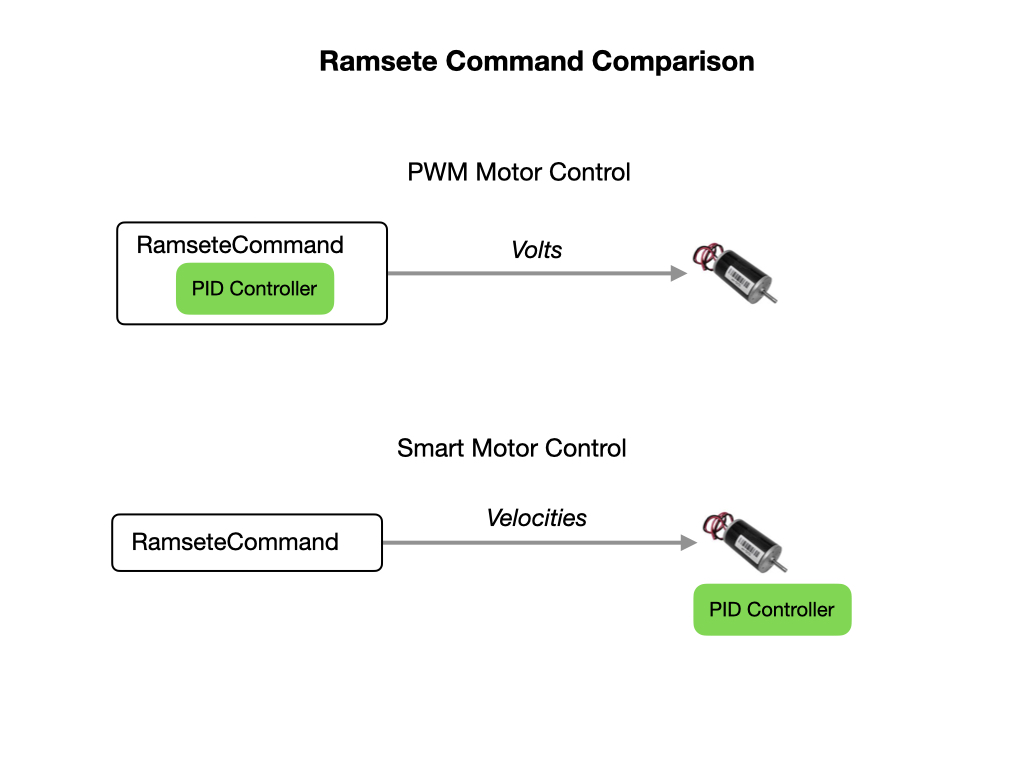 Ramsete Command Comparison
PWM Motor Control
RamseteCommand
PID Controller
Volts
Smart Motor Control
RamseteCommand
Velocities
PID Controller